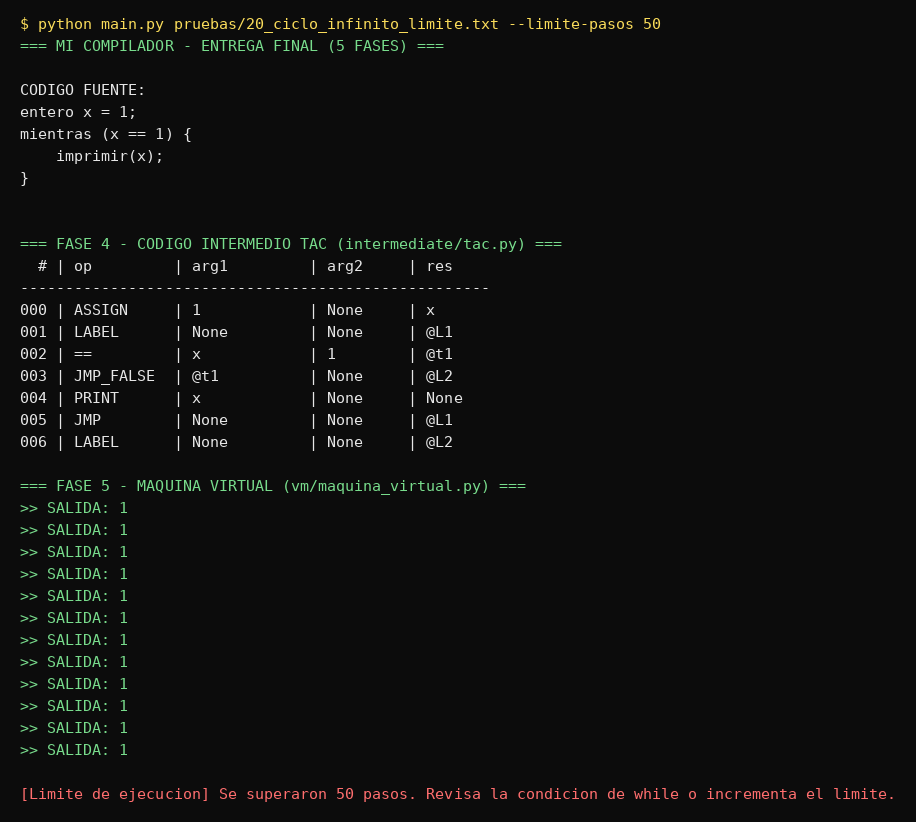 $ python main.py pruebas/20_ciclo_infinito_limite.txt --limite-pasos 50
=== MI COMPILADOR - ENTREGA FINAL (5 FASES) ===
CODIGO FUENTE:
entero x = 1;
mientras (x == 1) {
    imprimir(x);
}
=== FASE 4 - CODIGO INTERMEDIO TAC (intermediate/tac.py) ===
  # | op         | arg1         | arg2     | res
----------------------------------------------------
000 | ASSIGN     | 1            | None     | x
001 | LABEL      | None         | None     | @L1
002 | ==         | x            | 1        | @t1
003 | JMP_FALSE  | @t1          | None     | @L2
004 | PRINT      | x            | None     | None
005 | JMP        | None         | None     | @L1
006 | LABEL      | None         | None     | @L2
=== FASE 5 - MAQUINA VIRTUAL (vm/maquina_virtual.py) ===
>> SALIDA: 1
>> SALIDA: 1
>> SALIDA: 1
>> SALIDA: 1
>> SALIDA: 1
>> SALIDA: 1
>> SALIDA: 1
>> SALIDA: 1
>> SALIDA: 1
>> SALIDA: 1
>> SALIDA: 1
>> SALIDA: 1
[Limite de ejecucion] Se superaron 50 pasos. Revisa la condicion de while o incrementa el limite.